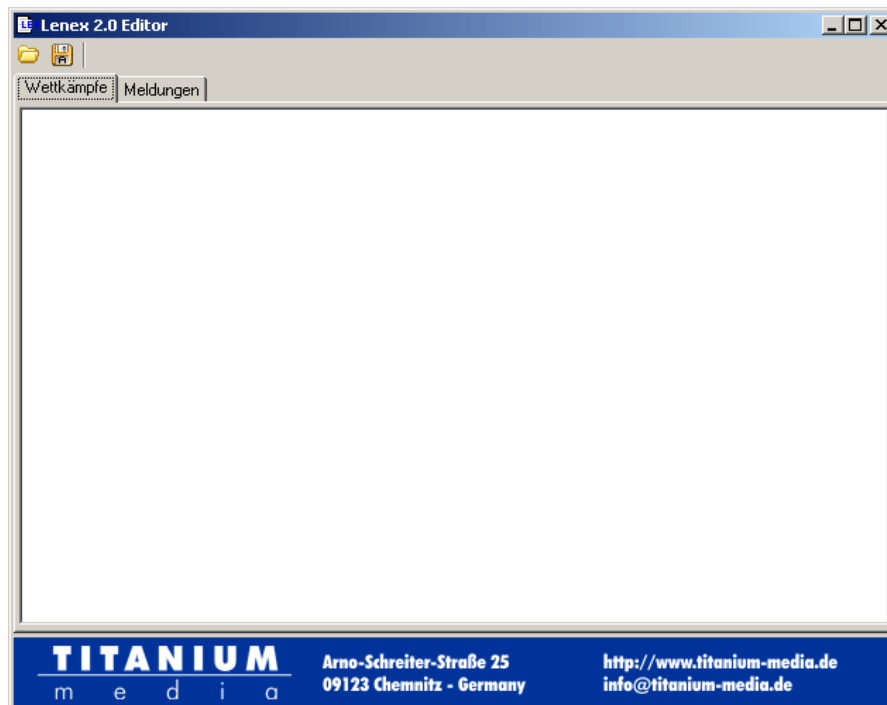 Lenex 2.0 Editor
Wettkämpfe Meldungen
TITANIUM
media
Arno-Schreiter-Straße 25
09123 Chemnitz - Germany
http://www.titanium-media.de
info@titanium-media.de